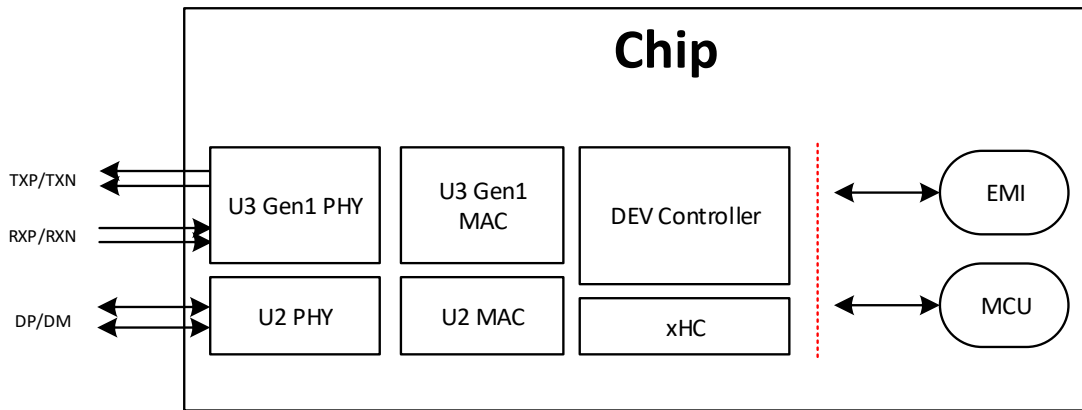 Chip
TXP/TXN
RXP/RXN
DP/DM
U3 Gen1 PHY
U2 PHY
U3 Gen1
MAC
U2 MAC
DEV Controller
xHC
EMI
MCU